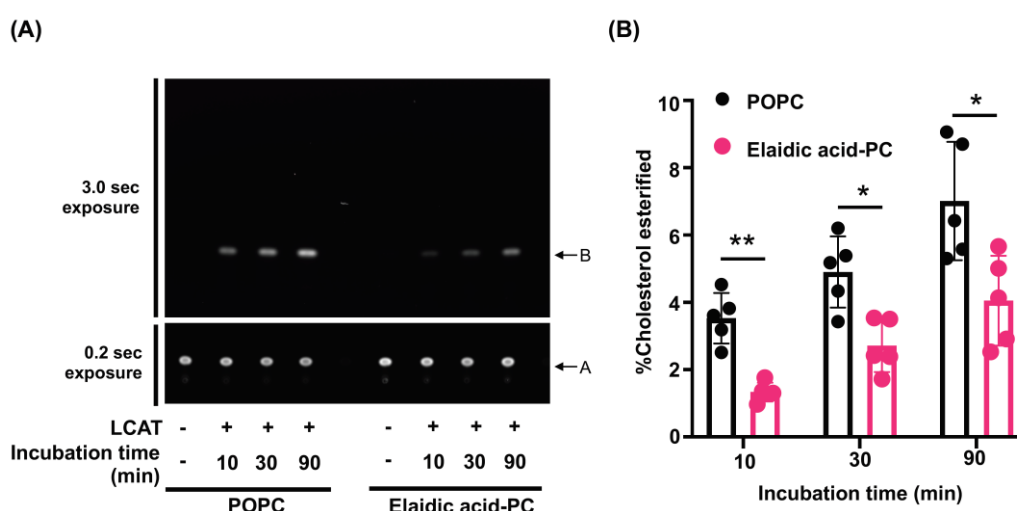 (A)
3.0 sec
exposure
←B
0.2 sec
exposure
←A
LCAT - + + + - + + +
Incubation time
(min) - 10 30 90 - 10 30 90
POPC Elaidic acid-PC
(B)
%Cholesterol esterified
10
8
6
4
2
0
POPC
Elaidic acid-PC
**
*
*
10 30 90
Incubation time (min)